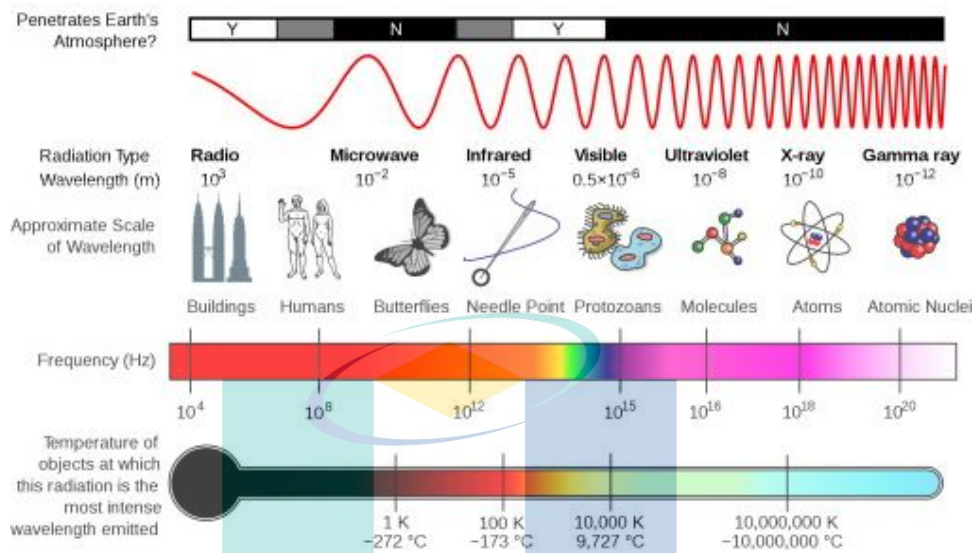 Penetrates Earth's
Atmosphere?
Y N Y N
Radiation Type Radio Microwave Infrared Visible Ultraviolet X-ray Gamma ray
Wavelength (m) 10³ 10⁻² 10⁻⁵ 0.5×10⁻⁶ 10⁻⁸ 10⁻¹⁰ 10⁻¹²
Approximate Scale
of Wavelength
Buildings Humans Butterflies Needle Point Protozoans Molecules Atoms Atomic Nuclei
Frequency (Hz)
10⁴ 10⁸ 10¹² 10¹⁵ 10¹⁶ 10¹⁸ 10²⁰
Temperature of
objects at which
this radiation is the
most intense
wavelength emitted
1 K 100 K 10,000 K 10,000,000 K
−272 °C −173 °C 9,727 °C ~10,000,000 °C